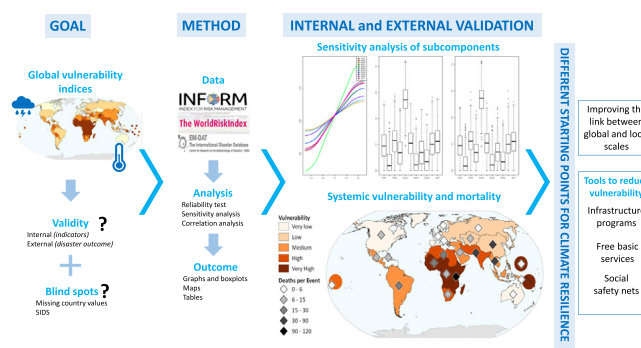 GOAL
Global vulnerability
indices
Validity ?
Internal (indicators)
External (disaster outcome)
Blind spots ?
Missing country values
SIDS
METHOD
Data
INFORM
INDEX FOR RISK MANAGEMENT
The WorldRiskIndex
EM-DAT
The International Disaster Database
Analysis
Reliability test
Sensitivity analysis
Correlation analysis
Outcome
Graphs and boxplots
Maps
Tables
INTERNAL and EXTERNAL VALIDATION
Sensitivity analysis of subcomponents
Systemic vulnerability and mortality
Vulnerability
Very low
Low
Medium
High
Very High
Deaths per Event
0 - 6
6 - 15
15 - 30
30 - 90
90 - 120
DIFFERENT STARTING POINTS FOR CLIMATE RESILIENCE
Improving th
link between
global and loc
scales
Tools to reduc
vulnerability
Infrastructure
programs
Free basic
services
Social
safety nets